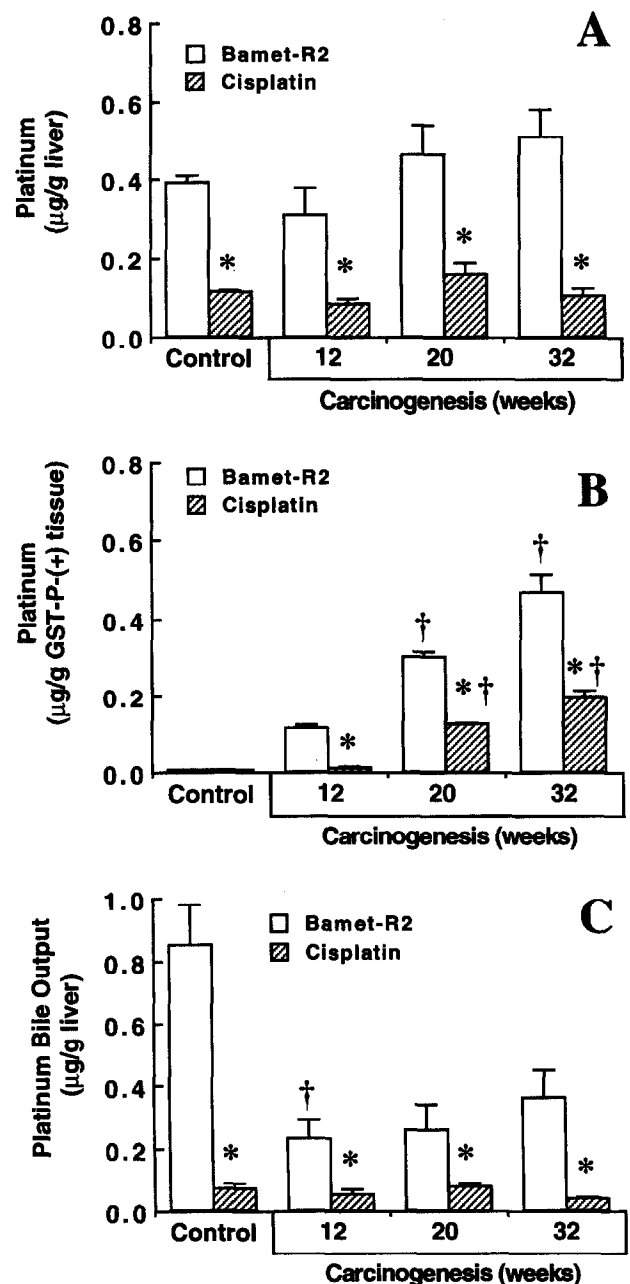 A
Bamet-R2
Cisplatin
Platinum
(µg/g liver)
0.8
0.6
0.4
0.2
0.0
*
*
*
*
Control
12
20
32
Carcinogenesis (weeks)
B
Bamet-R2
Cisplatin
Platinum
(µg/g GST-P-(+) tissue)
0.8
0.6
0.4
0.2
0.0
*
†
*†
†
*†
Control
12
20
32
Carcinogenesis (weeks)
C
Bamet-R2
Cisplatin
Platinum Bile Output
(µg/g liver)
1.0
0.8
0.6
0.4
0.2
0.0
*
†
*
*
*
Control
12
20
32
Carcinogenesis (weeks)